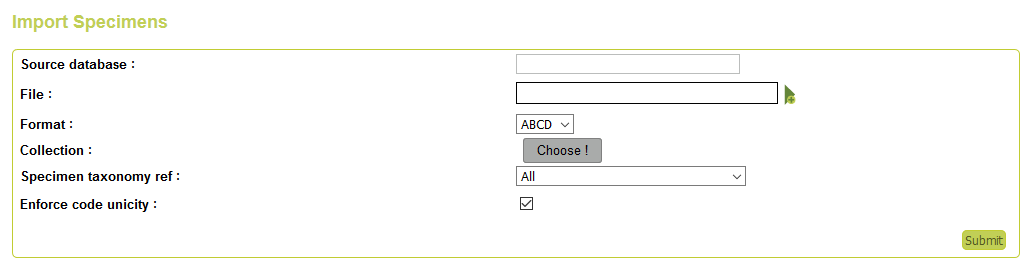 Import Specimens
Source database :
File :
Format : ABCD
Collection : Choose !
Specimen taxonomy ref : All
Enforce code unicity :
Submit